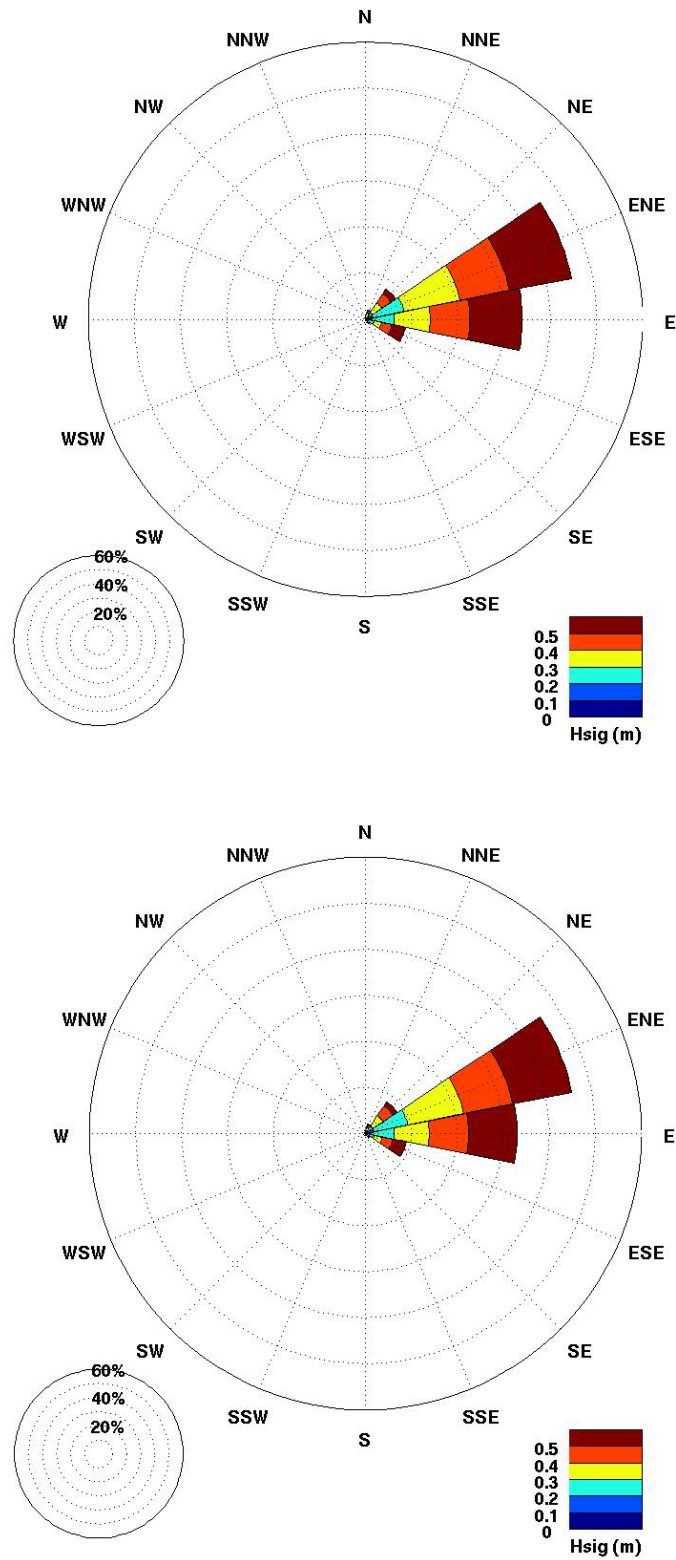 N
NNW
NNE
NW
NE
WNW
ENE
W
E
WSW
ESE
SW
SE
60%
40%
SSW
SSE
20%
S
0.5
0.4
0.3
0.2
0.1
0
Hsig (m)
N
NNW
NNE
NW
NE
WNW
ENE
W
E
WSW
ESE
SW
SE
60%
40%
SSW
SSE
20%
S
0.5
0.4
0.3
0.2
0.1
0
Hsig (m)